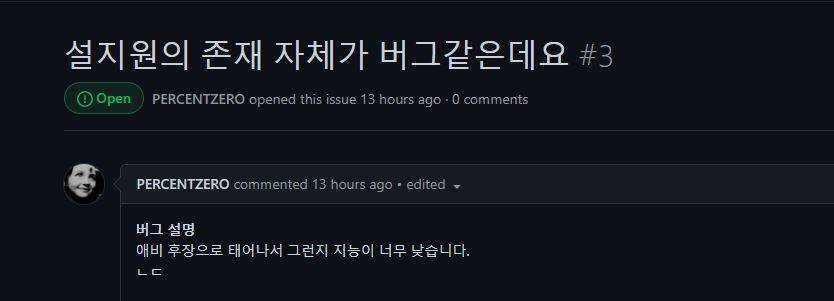 설지원의 존재 자체가 버그같은데요 #3
Open PERCENTZERO opened this issue 13 hours ago · 0 comments
PERCENTZERO commented 13 hours ago • edited
버그 설명
애비 후장으로 태어나서 그런지 지능이 너무 낮습니다.
ㄴㄷ